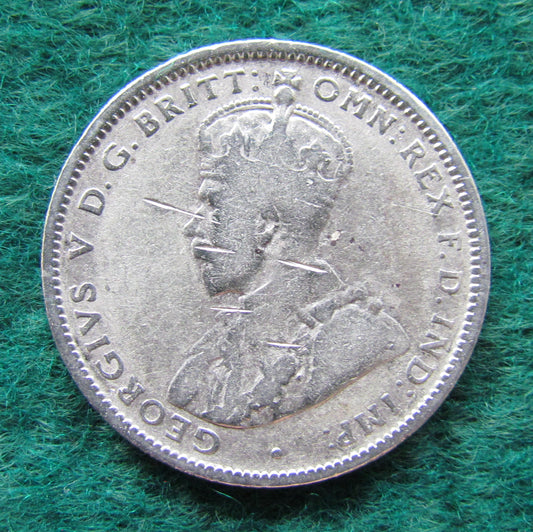 GEORGIVS V D.G. BRITT: OMN: REX F.D. IND: IMP.